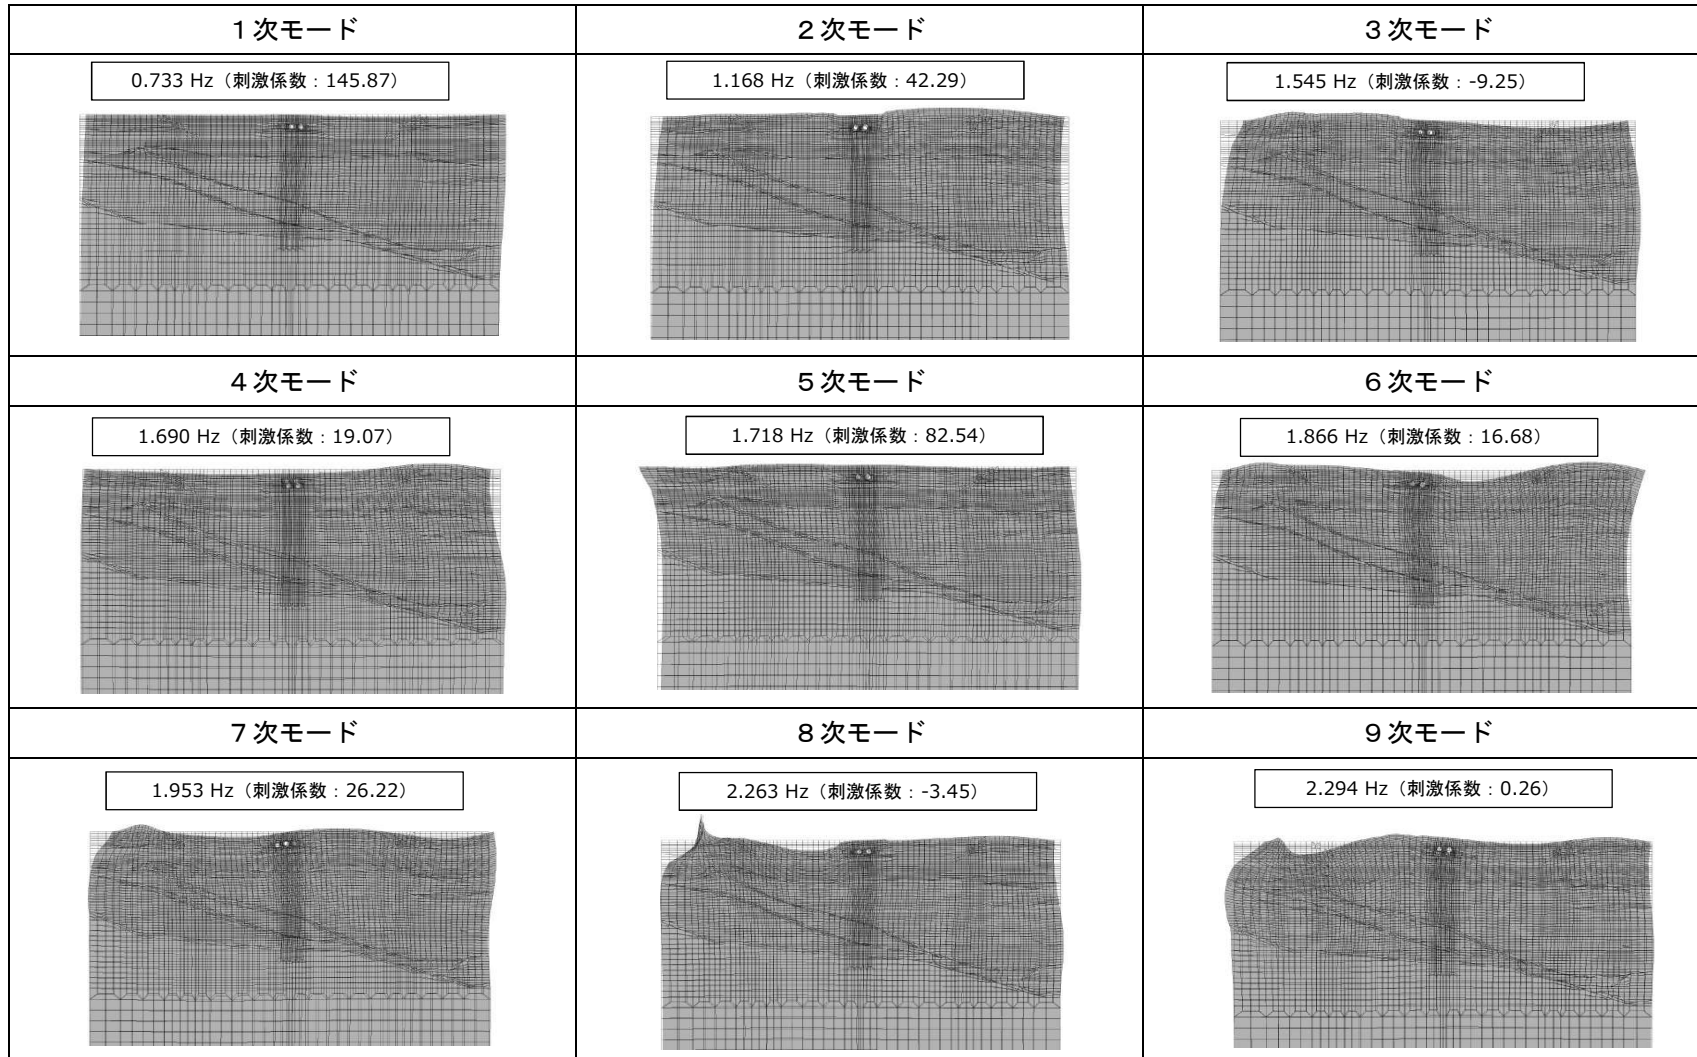 1次モード
2次モード
3次モード
0.733 Hz（刺激係数：145.87）
1.168 Hz（刺激係数：42.29）
1.545 Hz（刺激係数：-9.25）
4次モード
5次モード
6次モード
1.690 Hz（刺激係数：19.07）
1.718 Hz（刺激係数：82.54）
1.866 Hz（刺激係数：16.68）
7次モード
8次モード
9次モード
1.953 Hz（刺激係数：26.22）
2.263 Hz（刺激係数：-3.45）
2.294 Hz（刺激係数：0.26）